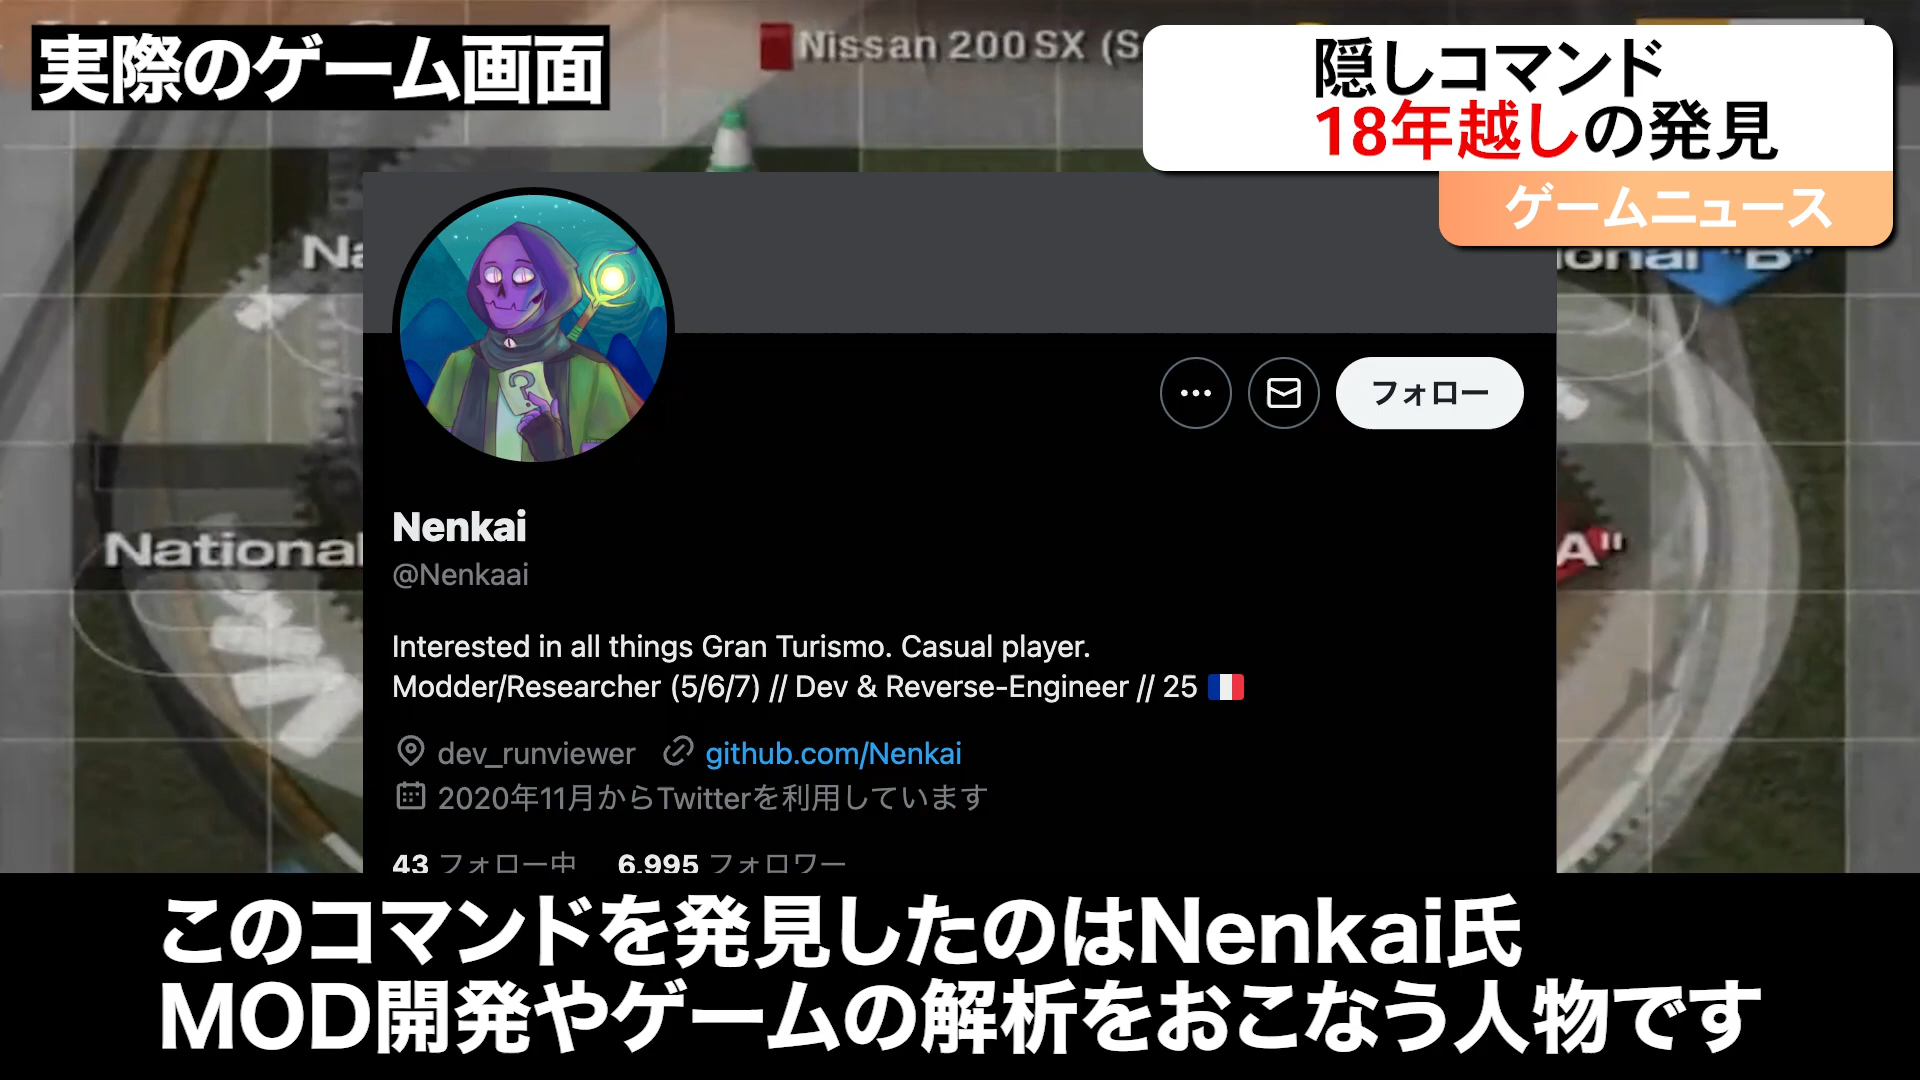 実際のゲーム画面
Nissan 200SX (S
隠しコマンド
18年越しの発見
ゲームニュース
Na
ional "B"
National
A"
フォロー
Nenkai
@Nenkaai
Interested in all things Gran Turismo. Casual player.
Modder/Researcher (5/6/7) // Dev & Reverse-Engineer // 25 🇫🇷
dev_runviewer github.com/Nenkai
2020年11月からTwitterを利用しています
43 フォロー中 6,995 フォロワー
このコマンドを発見したのはNenkai氏
MOD開発やゲームの解析をおこなう人物です